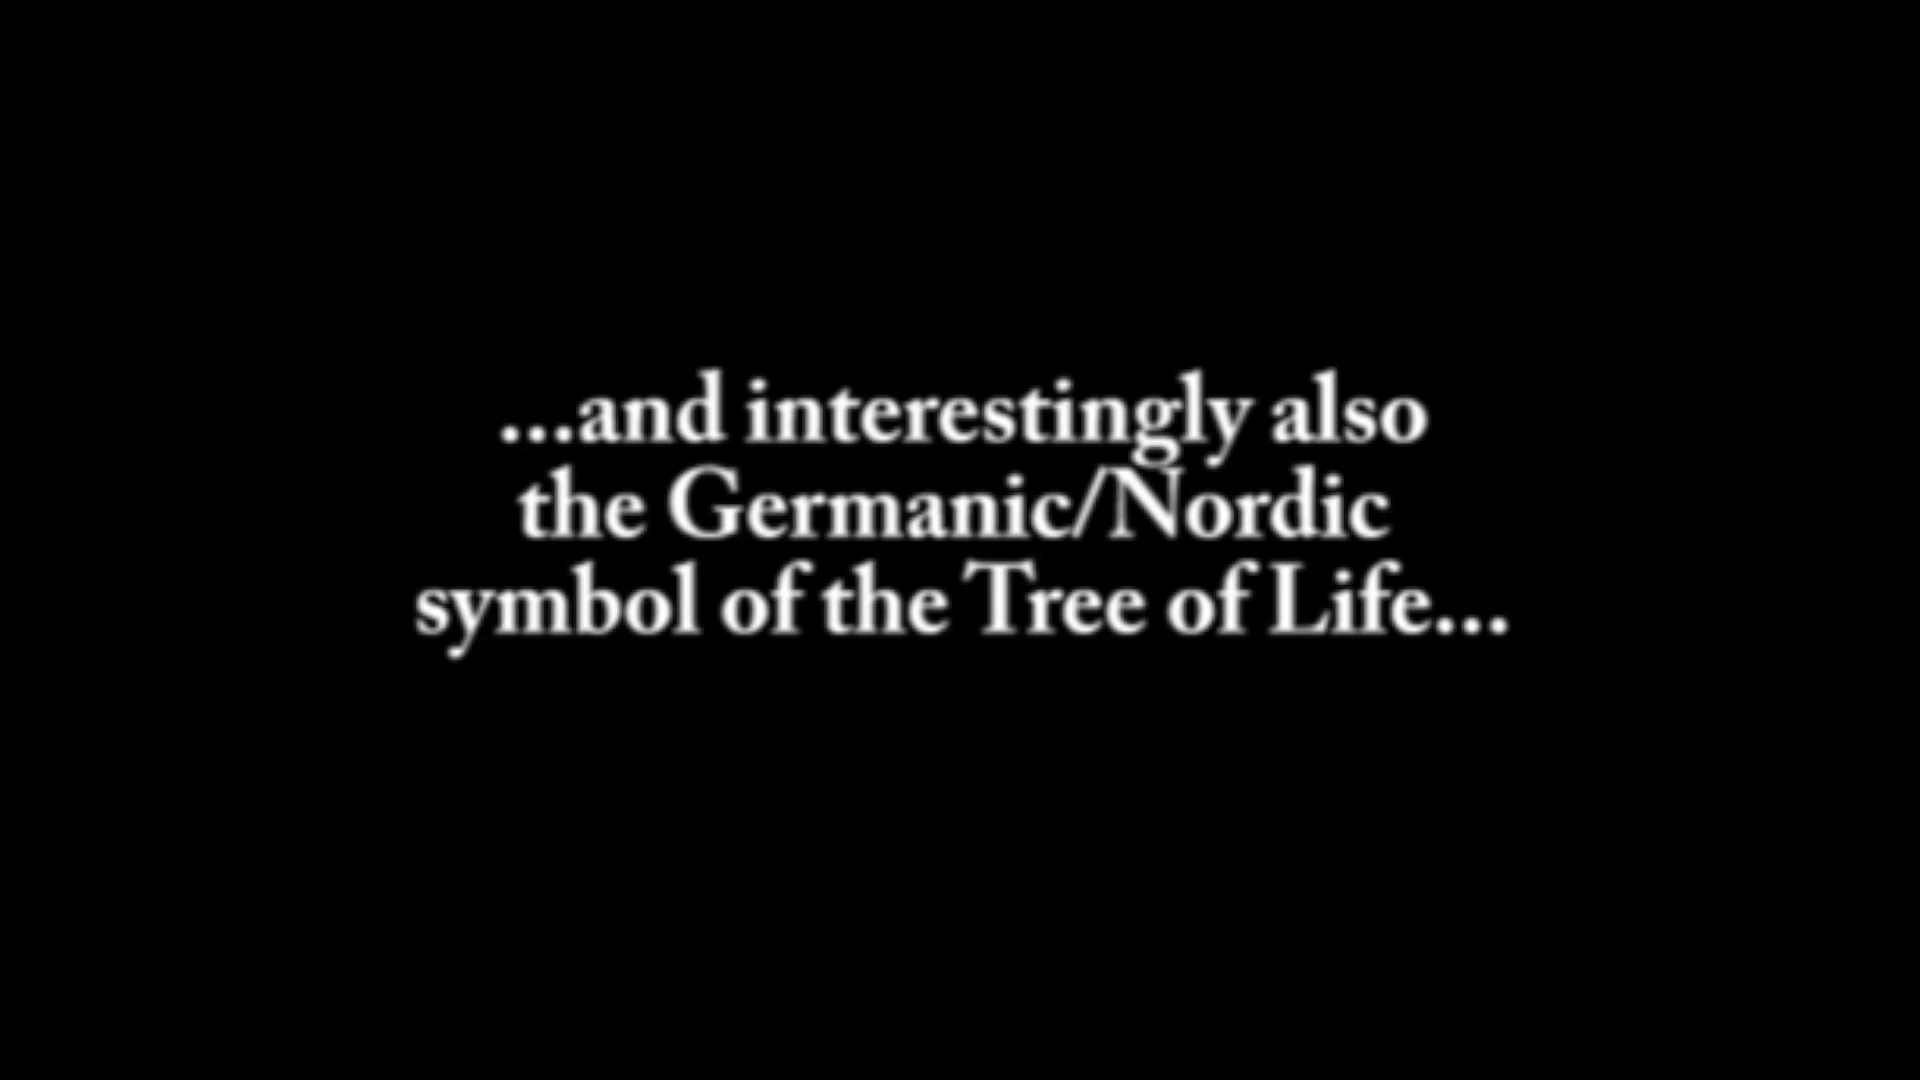 ...and interestingly also
the Germanic/Nordic
symbol of the Tree of Life...